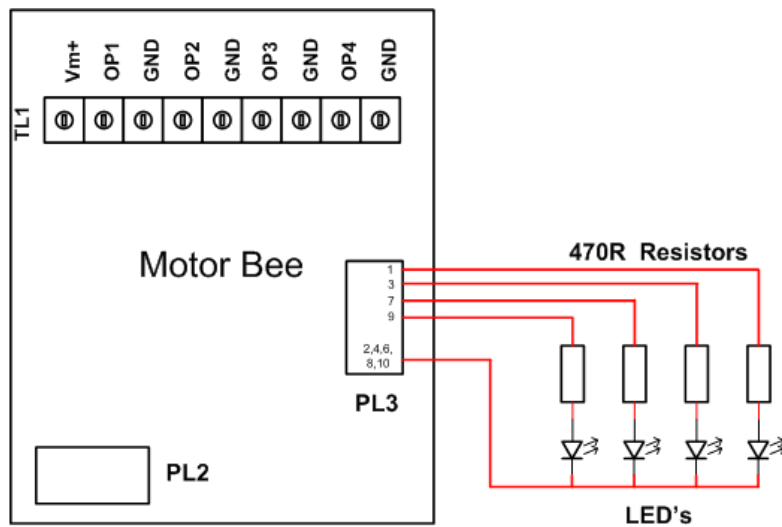 Vm+ OP1 GND OP2 GND OP3 GND OP4 GND
TL1
Motor Bee
470R Resistors
1
3
7
9
2,4,6,
8,10
PL3
PL2
LED's